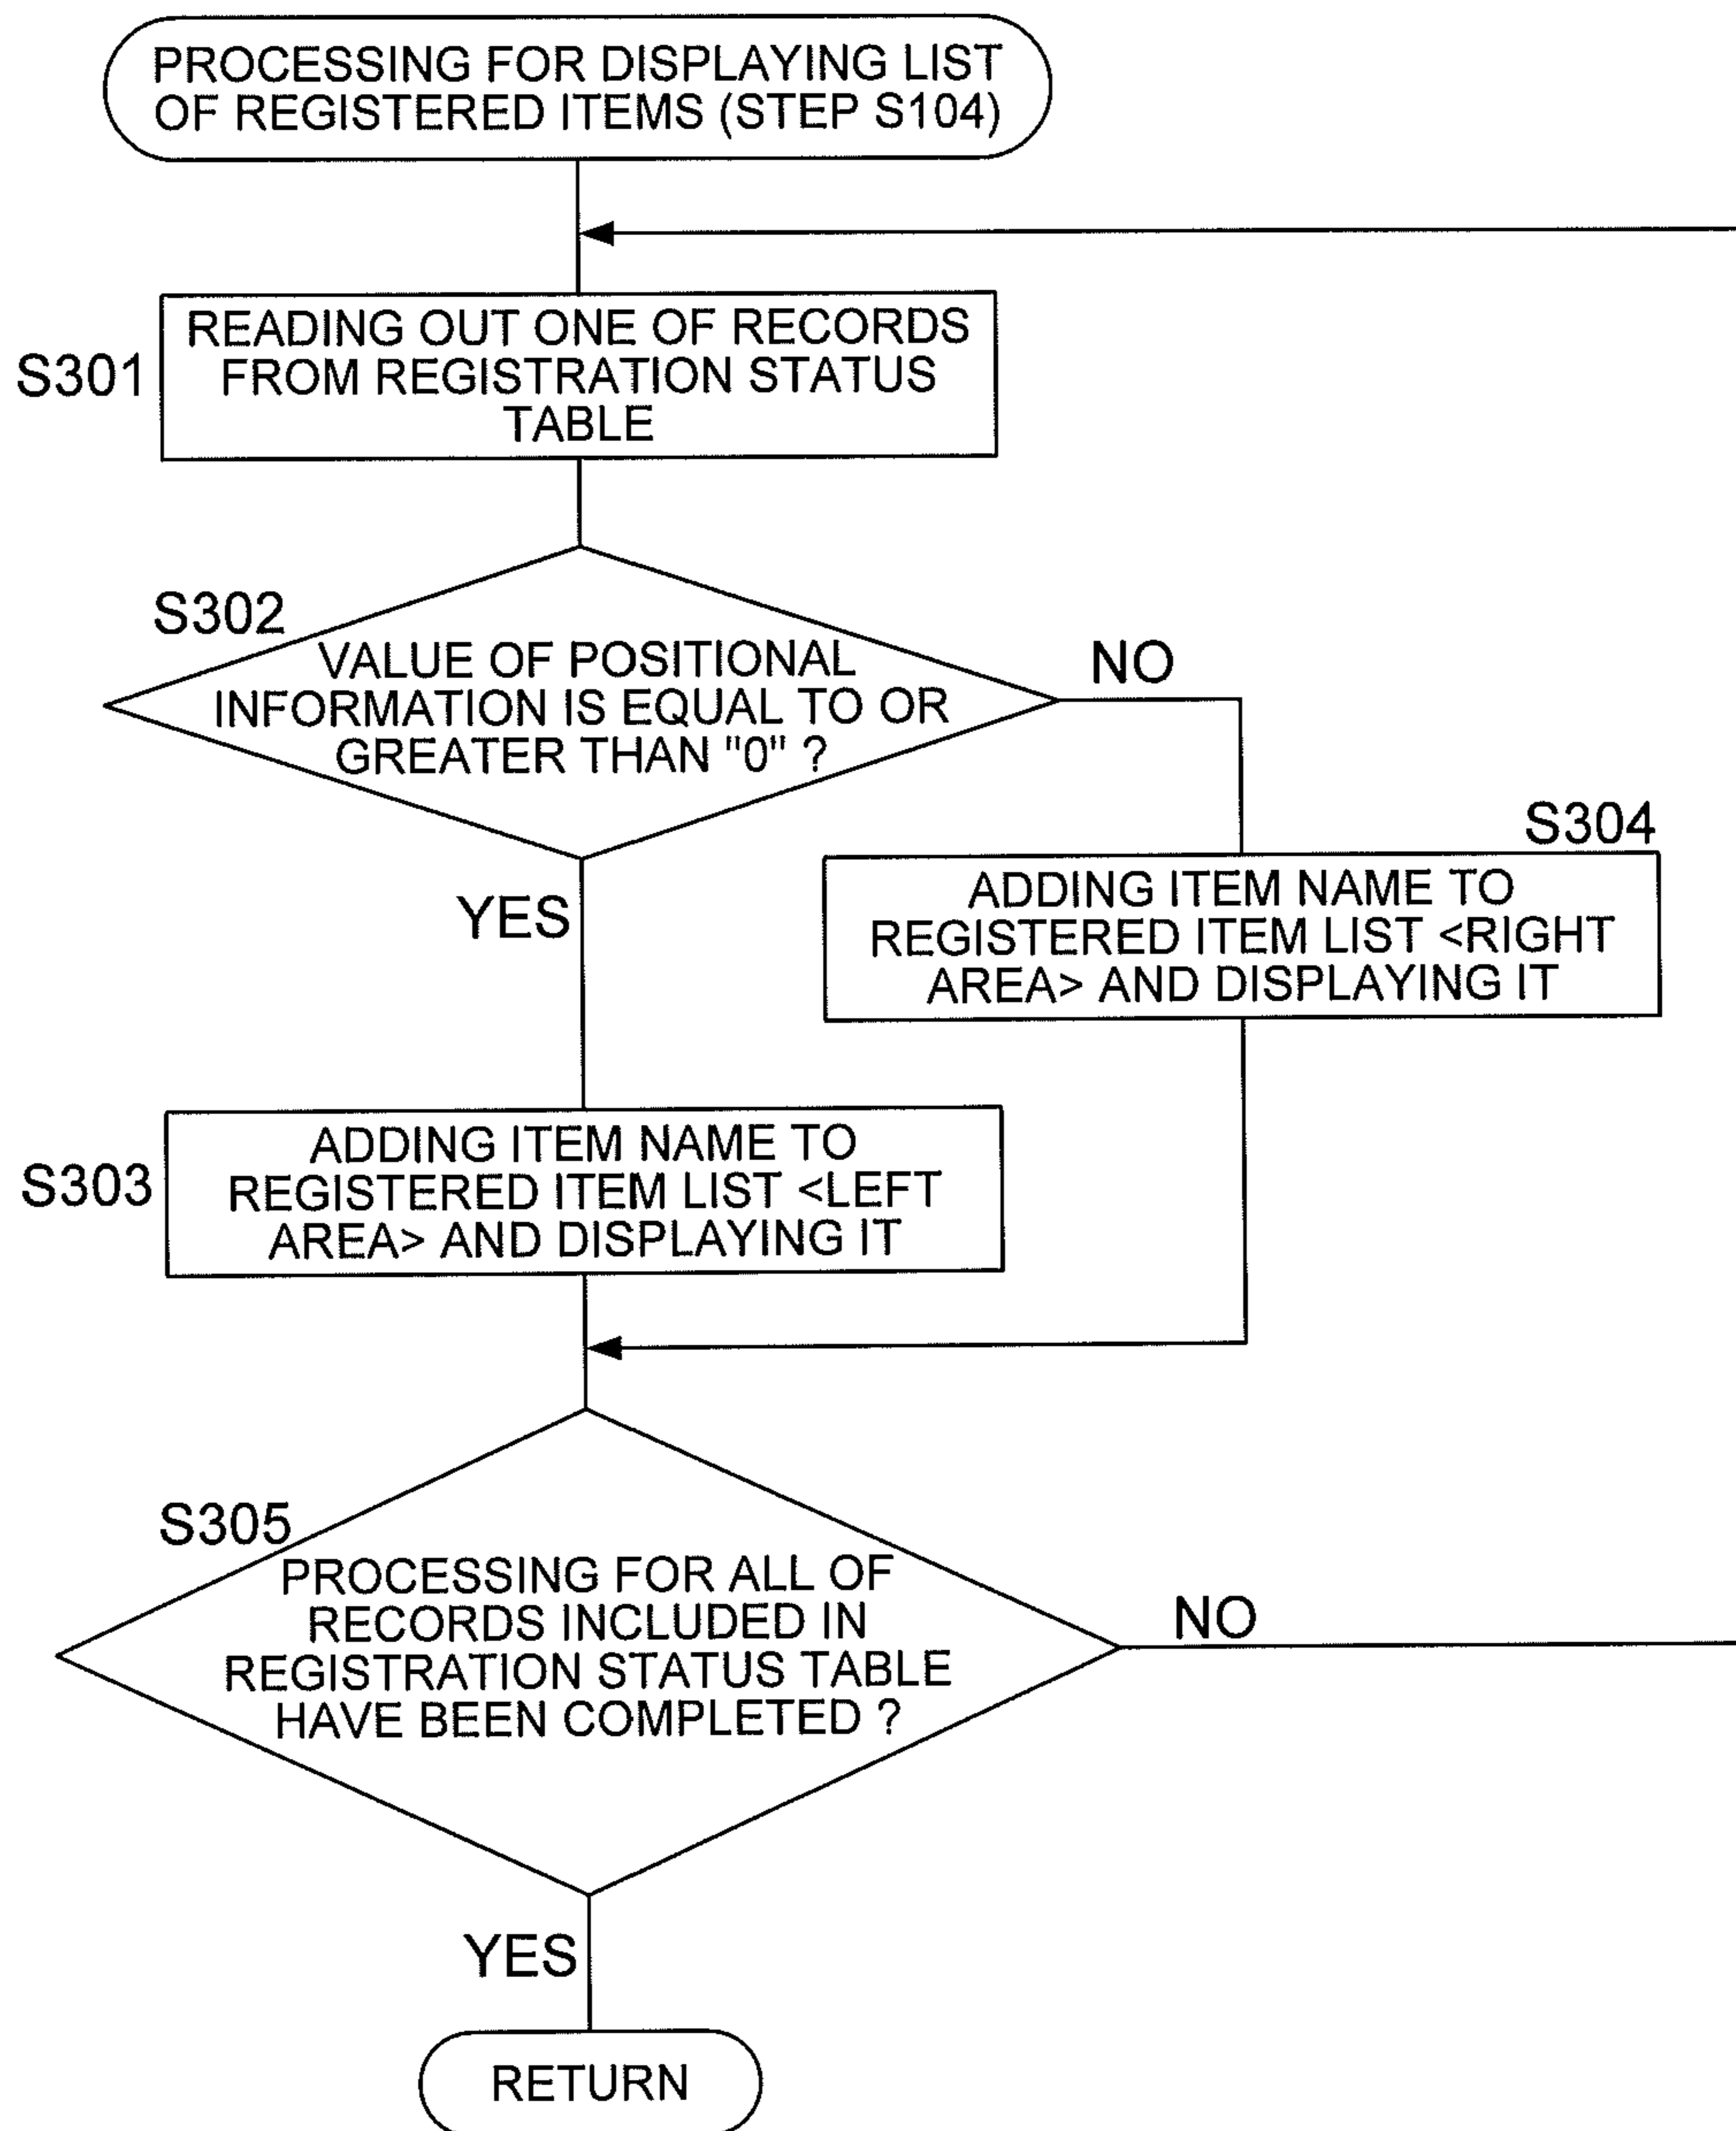 PROCESSING FOR DISPLAYING LIST
OF REGISTERED ITEMS (STEP S104)
S301
READING OUT ONE OF RECORDS
FROM REGISTRATION STATUS
TABLE
S302
VALUE OF POSITIONAL
INFORMATION IS EQUAL TO OR
GREATER THAN "0" ?
NO
YES
S304
ADDING ITEM NAME TO
REGISTERED ITEM LIST <RIGHT
AREA> AND DISPLAYING IT
S303
ADDING ITEM NAME TO
REGISTERED ITEM LIST <LEFT
AREA> AND DISPLAYING IT
S305
PROCESSING FOR ALL OF
RECORDS INCLUDED IN
REGISTRATION STATUS TABLE
HAVE BEEN COMPLETED ?
NO
YES
RETURN